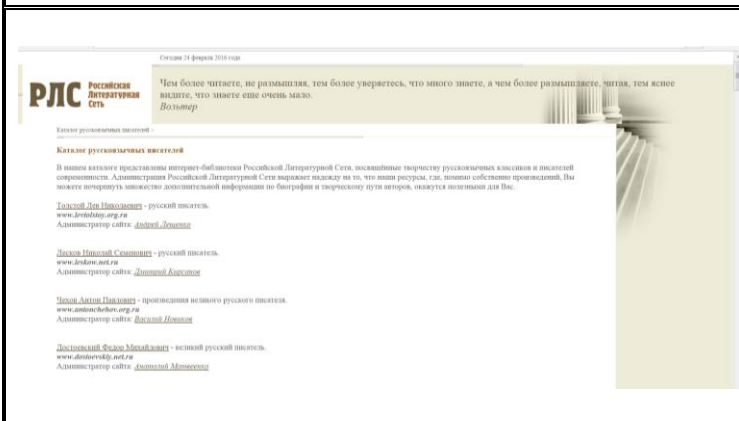 Сегодня 24 февраля 2016 года
РЛС Российская
Литературная
Сеть
Чем более читаете, не размышляя, тем более уверяетесь, что много знаете, а чем более размышляете, читая, тем яснее
видите, что знаете еще очень мало.
Вольтер
Каталог русскоязычных писателей -
Каталог русскоязычных писателей
В нашем каталоге представлены интернет-библиотеки Российской Литературной Сети, посвящённые творчеству русскоязычных классиков и писателей
современности. Администрация Российской Литературной Сети выражает надежду на то, что наши ресурсы, где, помимо собственно произведений, Вы
можете почерпнуть множество дополнительной информации по биографии и творческому пути авторов, окажутся полезными для Вас.
Толстой Лев Николаевич - русский писатель.
www.levtolstoy.org.ru
Администратор сайта: Андрей
Лесков Николай Семенович - русский писатель.
www.leskow.net.ru
Администратор сайта: Дмитрий
Чехов Антон Павлович - произведения великого русского писателя.
www.antonchehov.org.ru
Администратор сайта: Василий Новиков
Достоевский Федор Михайлович - великий русский писатель.
www.dostoevskiy.net.ru
Администратор сайта: Анатолий Матвеенко